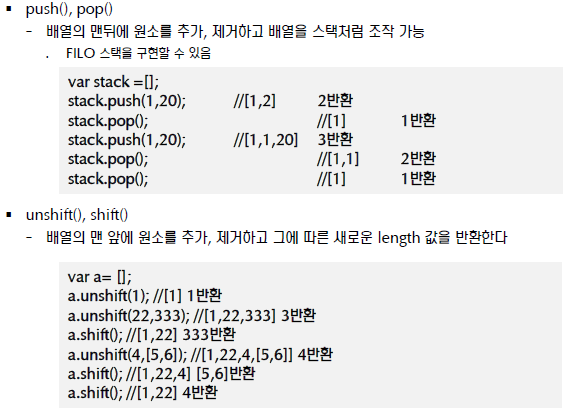 ▪ push(), pop()
– 배열의 맨뒤에 원소를 추가, 제거하고 배열을 스택처럼 조작 가능
. FILO 스택을 구현할 수 있음
var stack =[];
stack.push(1,20); //[1,2] 2반환
stack.pop(); //[1] 1반환
stack.push(1,20); //[1,1,20] 3반환
stack.pop(); //[1,1] 2반환
stack.pop(); //[1] 1반환
▪ unshift(), shift()
– 배열의 맨 앞에 원소를 추가, 제거하고 그에 따른 새로운 length 값을 반환한다
var a= [];
a.unshift(1); //[1] 1반환
a.unshift(22,333); //[1,22,333] 3반환
a.shift(); //[1,22] 333반환
a.unshift(4,[5,6]); //[1,22,4,[5,6]] 4반환
a.shift(); //[1,22,4] [5,6]반환
a.shift(); //[1,22] 4반환